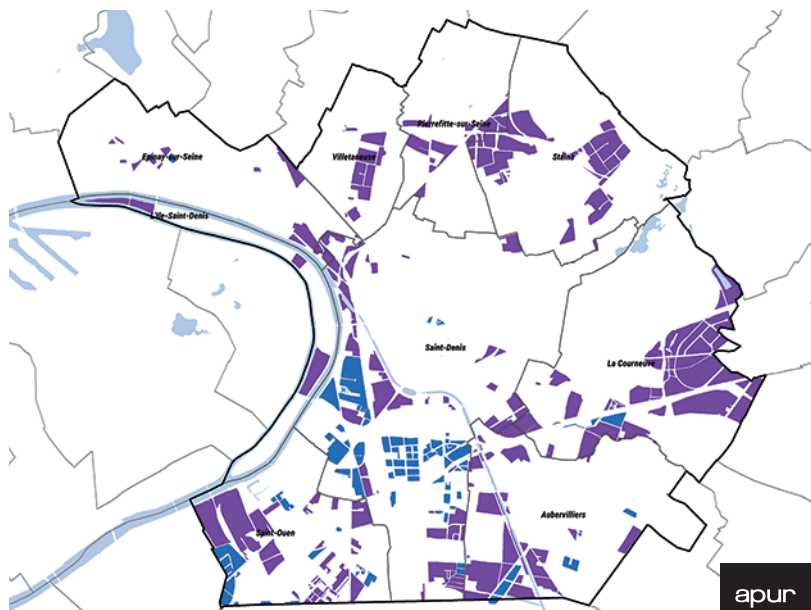 Pierrefitte-sur-Seine
Epinay-sur-Seine
Villetaneuse
Stains
L'Ile-Saint-Denis
Saint-Denis
La Courneuve
Aubervilliers
Saint-Ouen
apur